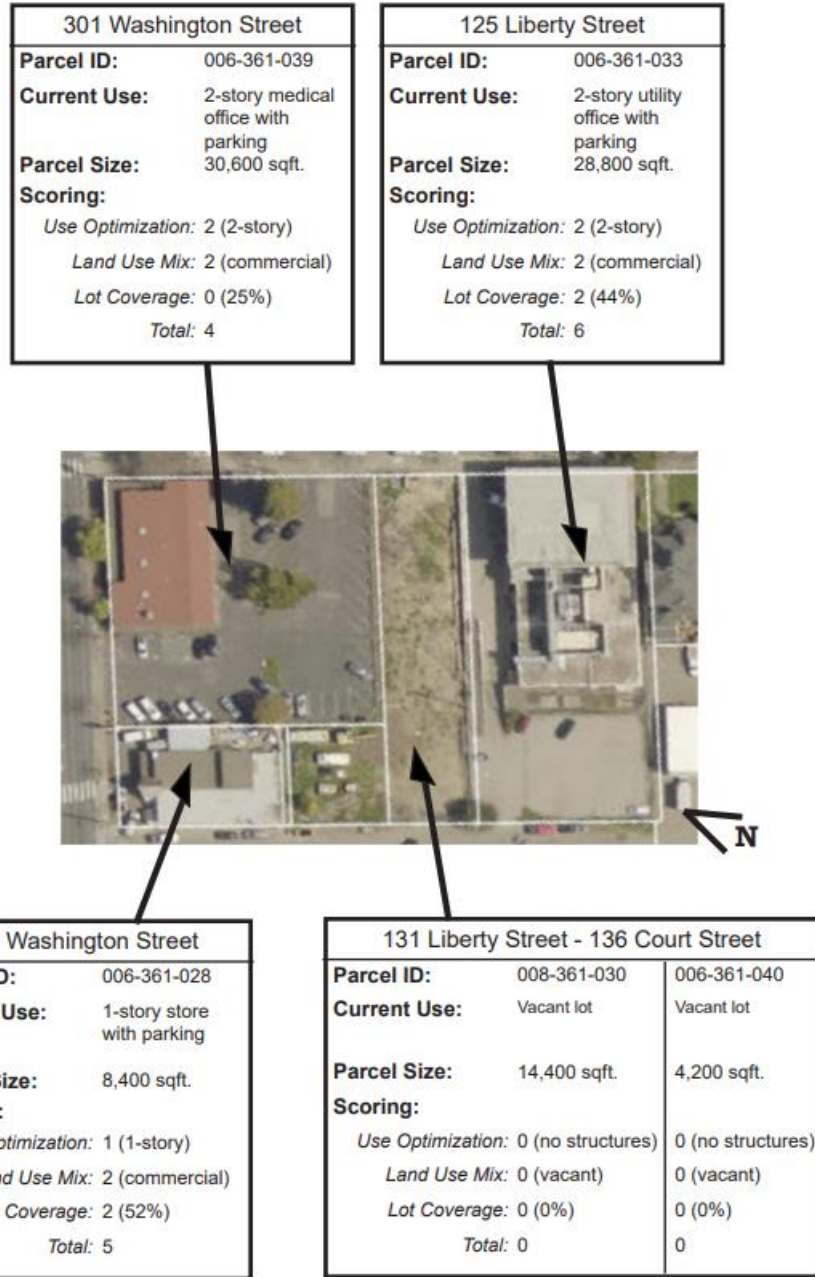 301 Washington Street
Parcel ID: 006-361-039
Current Use: 2-story medical
office with
parking
Parcel Size: 30,600 sqft.
Scoring:
Use Optimization: 2 (2-story)
Land Use Mix: 2 (commercial)
Lot Coverage: 0 (25%)
Total: 4
125 Liberty Street
Parcel ID: 006-361-033
Current Use: 2-story utility
office with
parking
Parcel Size: 28,800 sqft.
Scoring:
Use Optimization: 2 (2-story)
Land Use Mix: 2 (commercial)
Lot Coverage: 2 (44%)
Total: 6
N
Washington Street
D: 006-361-028
Use: 1-story store
with parking
ize: 8,400 sqft.
:
ptimization: 1 (1-story)
d Use Mix: 2 (commercial)
Coverage: 2 (52%)
Total: 5
131 Liberty Street - 136 Court Street
Parcel ID: 008-361-030 006-361-040
Current Use: Vacant lot Vacant lot
Parcel Size: 14,400 sqft. 4,200 sqft.
Scoring:
Use Optimization: 0 (no structures) 0 (no structures)
Land Use Mix: 0 (vacant) 0 (vacant)
Lot Coverage: 0 (0%) 0 (0%)
Total: 0 0